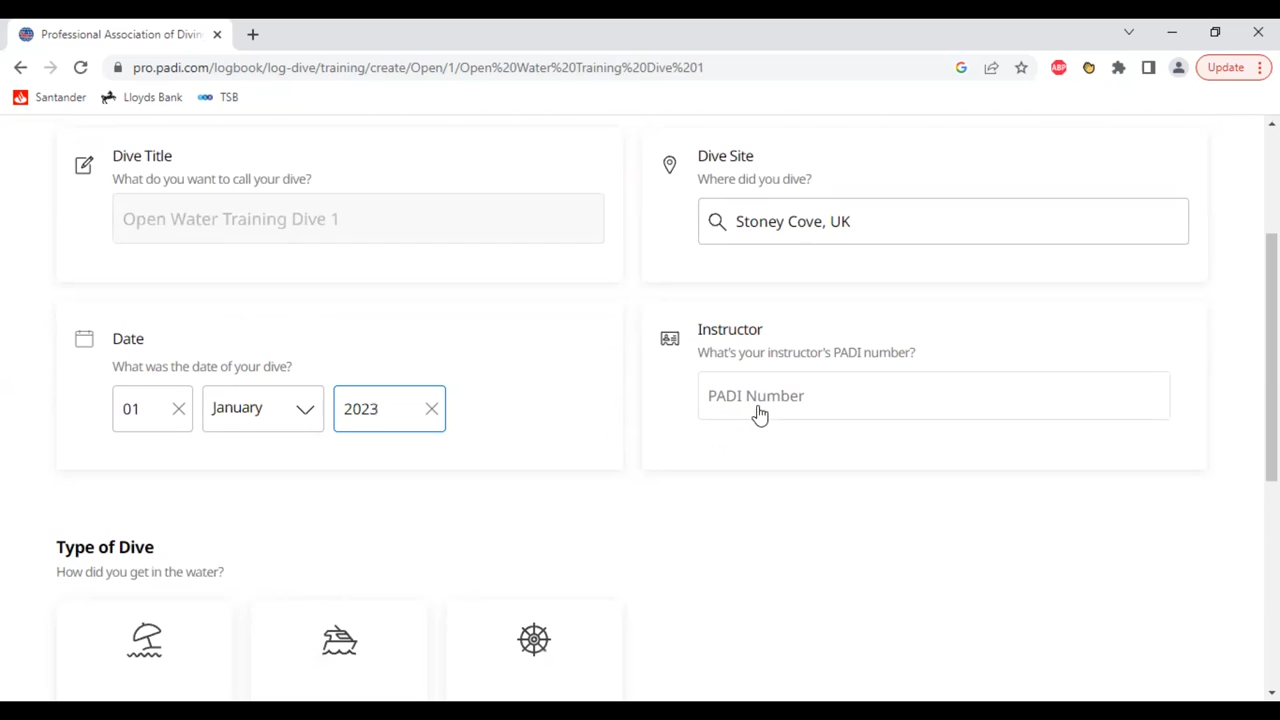 Professional Association of Divin
pro.padi.com/logbook/log-dive/training/create/Open/1/Open%20Water%20Training%20Dive%201
ABP
Update
Santander
Lloyds Bank
TSB
Dive Title
What do you want to call your dive?
Open Water Training Dive 1
Dive Site
Where did you dive?
Stoney Cove, UK
Date
What was the date of your dive?
01 January 2023
Instructor
What's your instructor's PADI number?
PADI Number
Type of Dive
How did you get in the water?